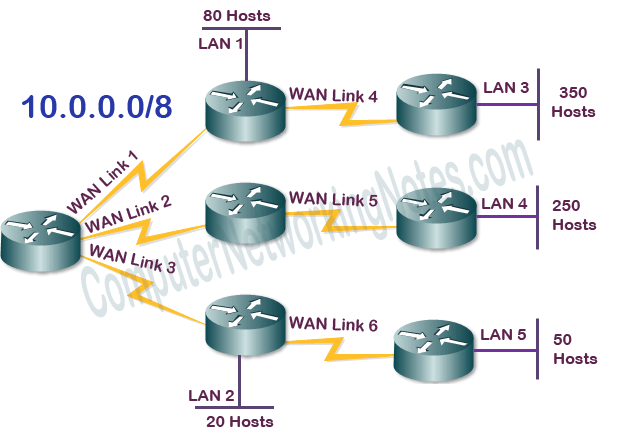 80 Hosts
LAN 1
10.0.0.0/8
WAN Link 4
LAN 3
350
Hosts
WAN Link 1
WAN Link 2
WAN Link 3
WAN Link 5
LAN 4
250
Hosts
ComputerNetworkingNotes.com
WAN Link 6
LAN 5
50
Hosts
LAN 2
20 Hosts